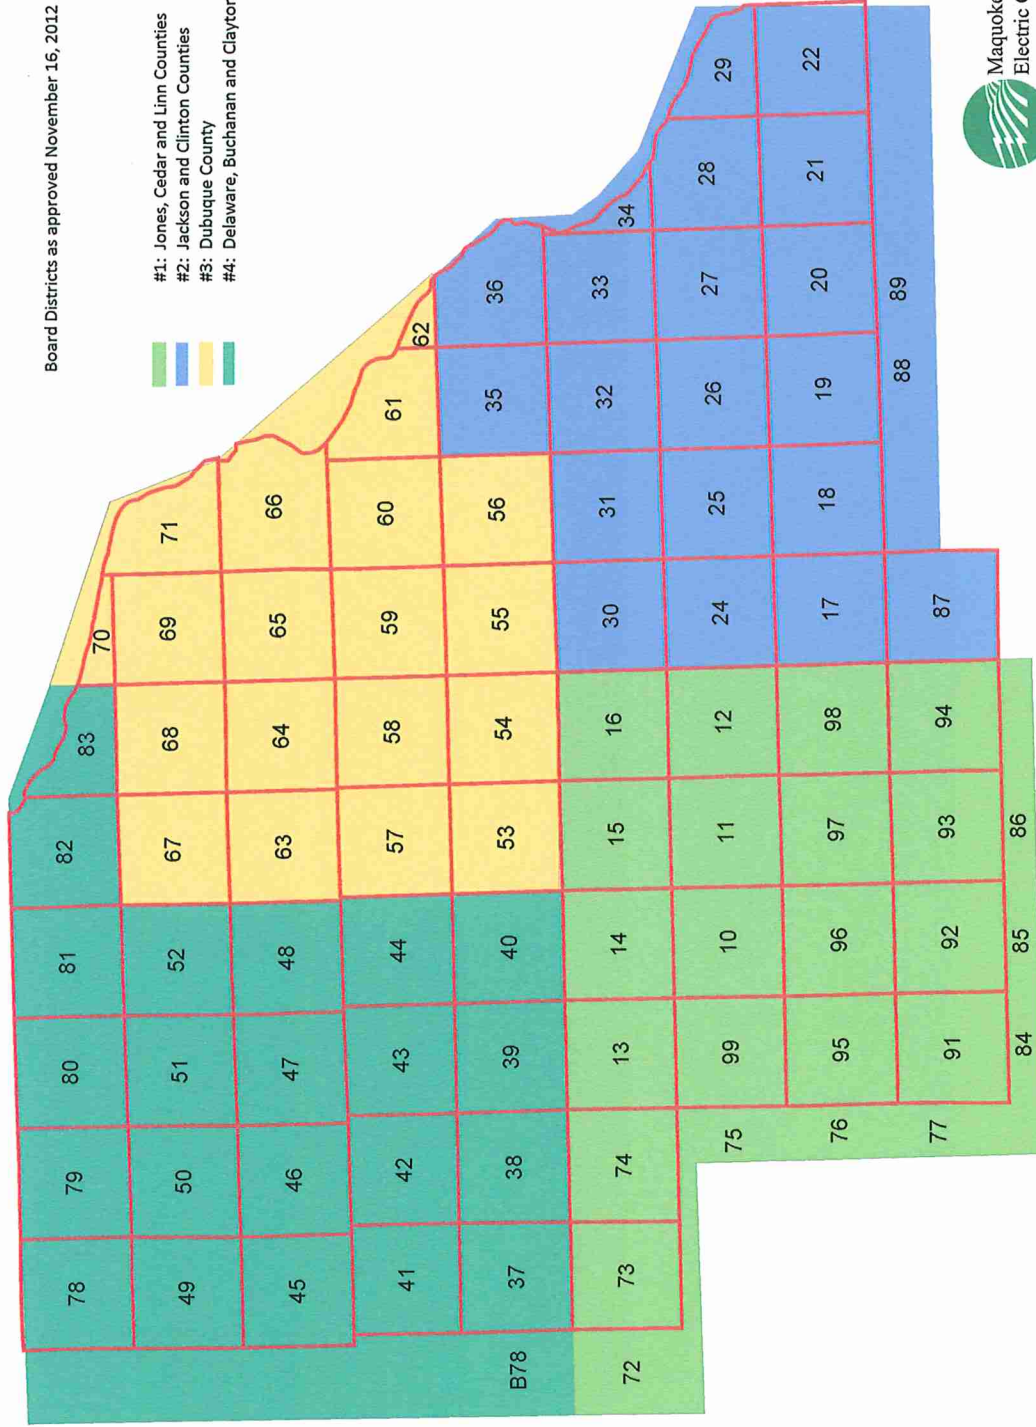 Board Districts as approved November 16, 2012
#1: Jones, Cedar and Linn Counties
#2: Jackson and Clinton Counties
#3: Dubuque County
#4: Delaware, Buchanan and Clayton
78 79 80 81 82 83 70
49 50 51 52 67 68 69 71
45 46 47 48 63 64 65 66
41 42 43 44 57 58 59 60 61 62
B78 37 38 39 40 53 54 55 56 35 36
72 73 74 13 14 15 16 30 31 32 33 34
75 99 10 11 12 24 25 26 27 28 29
76 95 96 97 98 17 18 19 20 21 22
77 91 92 93 94 87 88 89
84 85 86
Maquoke
Electric C